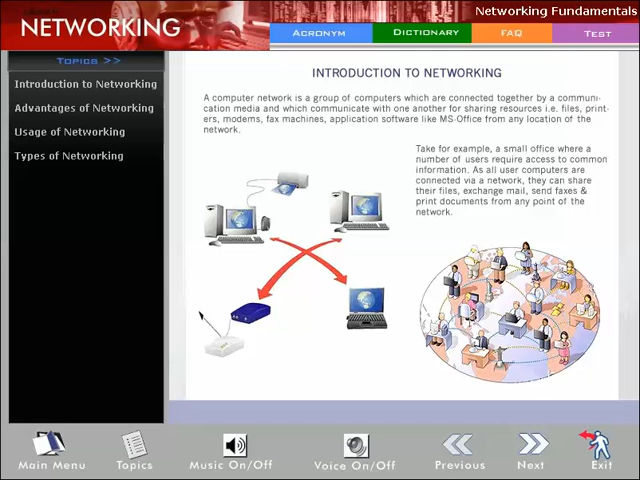 NETWORKING
Networking Fundamentals
ACRONYM
DICTIONARY
FAQ
TEST
TOPICS >>
Introduction to Networking
Advantages of Networking
Usage of Networking
Types of Networking
INTRODUCTION TO NETWORKING
A computer network is a group of computers which are connected together by a communi-
cation media and which communicate with one another for sharing resources i.e. files, print-
ers, modems, fax machines, application software like MS-Office from any location of the
network.
Take for example, a small office where a
number of users require access to common
information. As all user computers are
connected via a network, they can share
their files, exchange mail, send faxes &
print documents from any point of the
network.
Main Menu
Topics
Music On/Off
Voice On/Off
Previous
Next
Exit